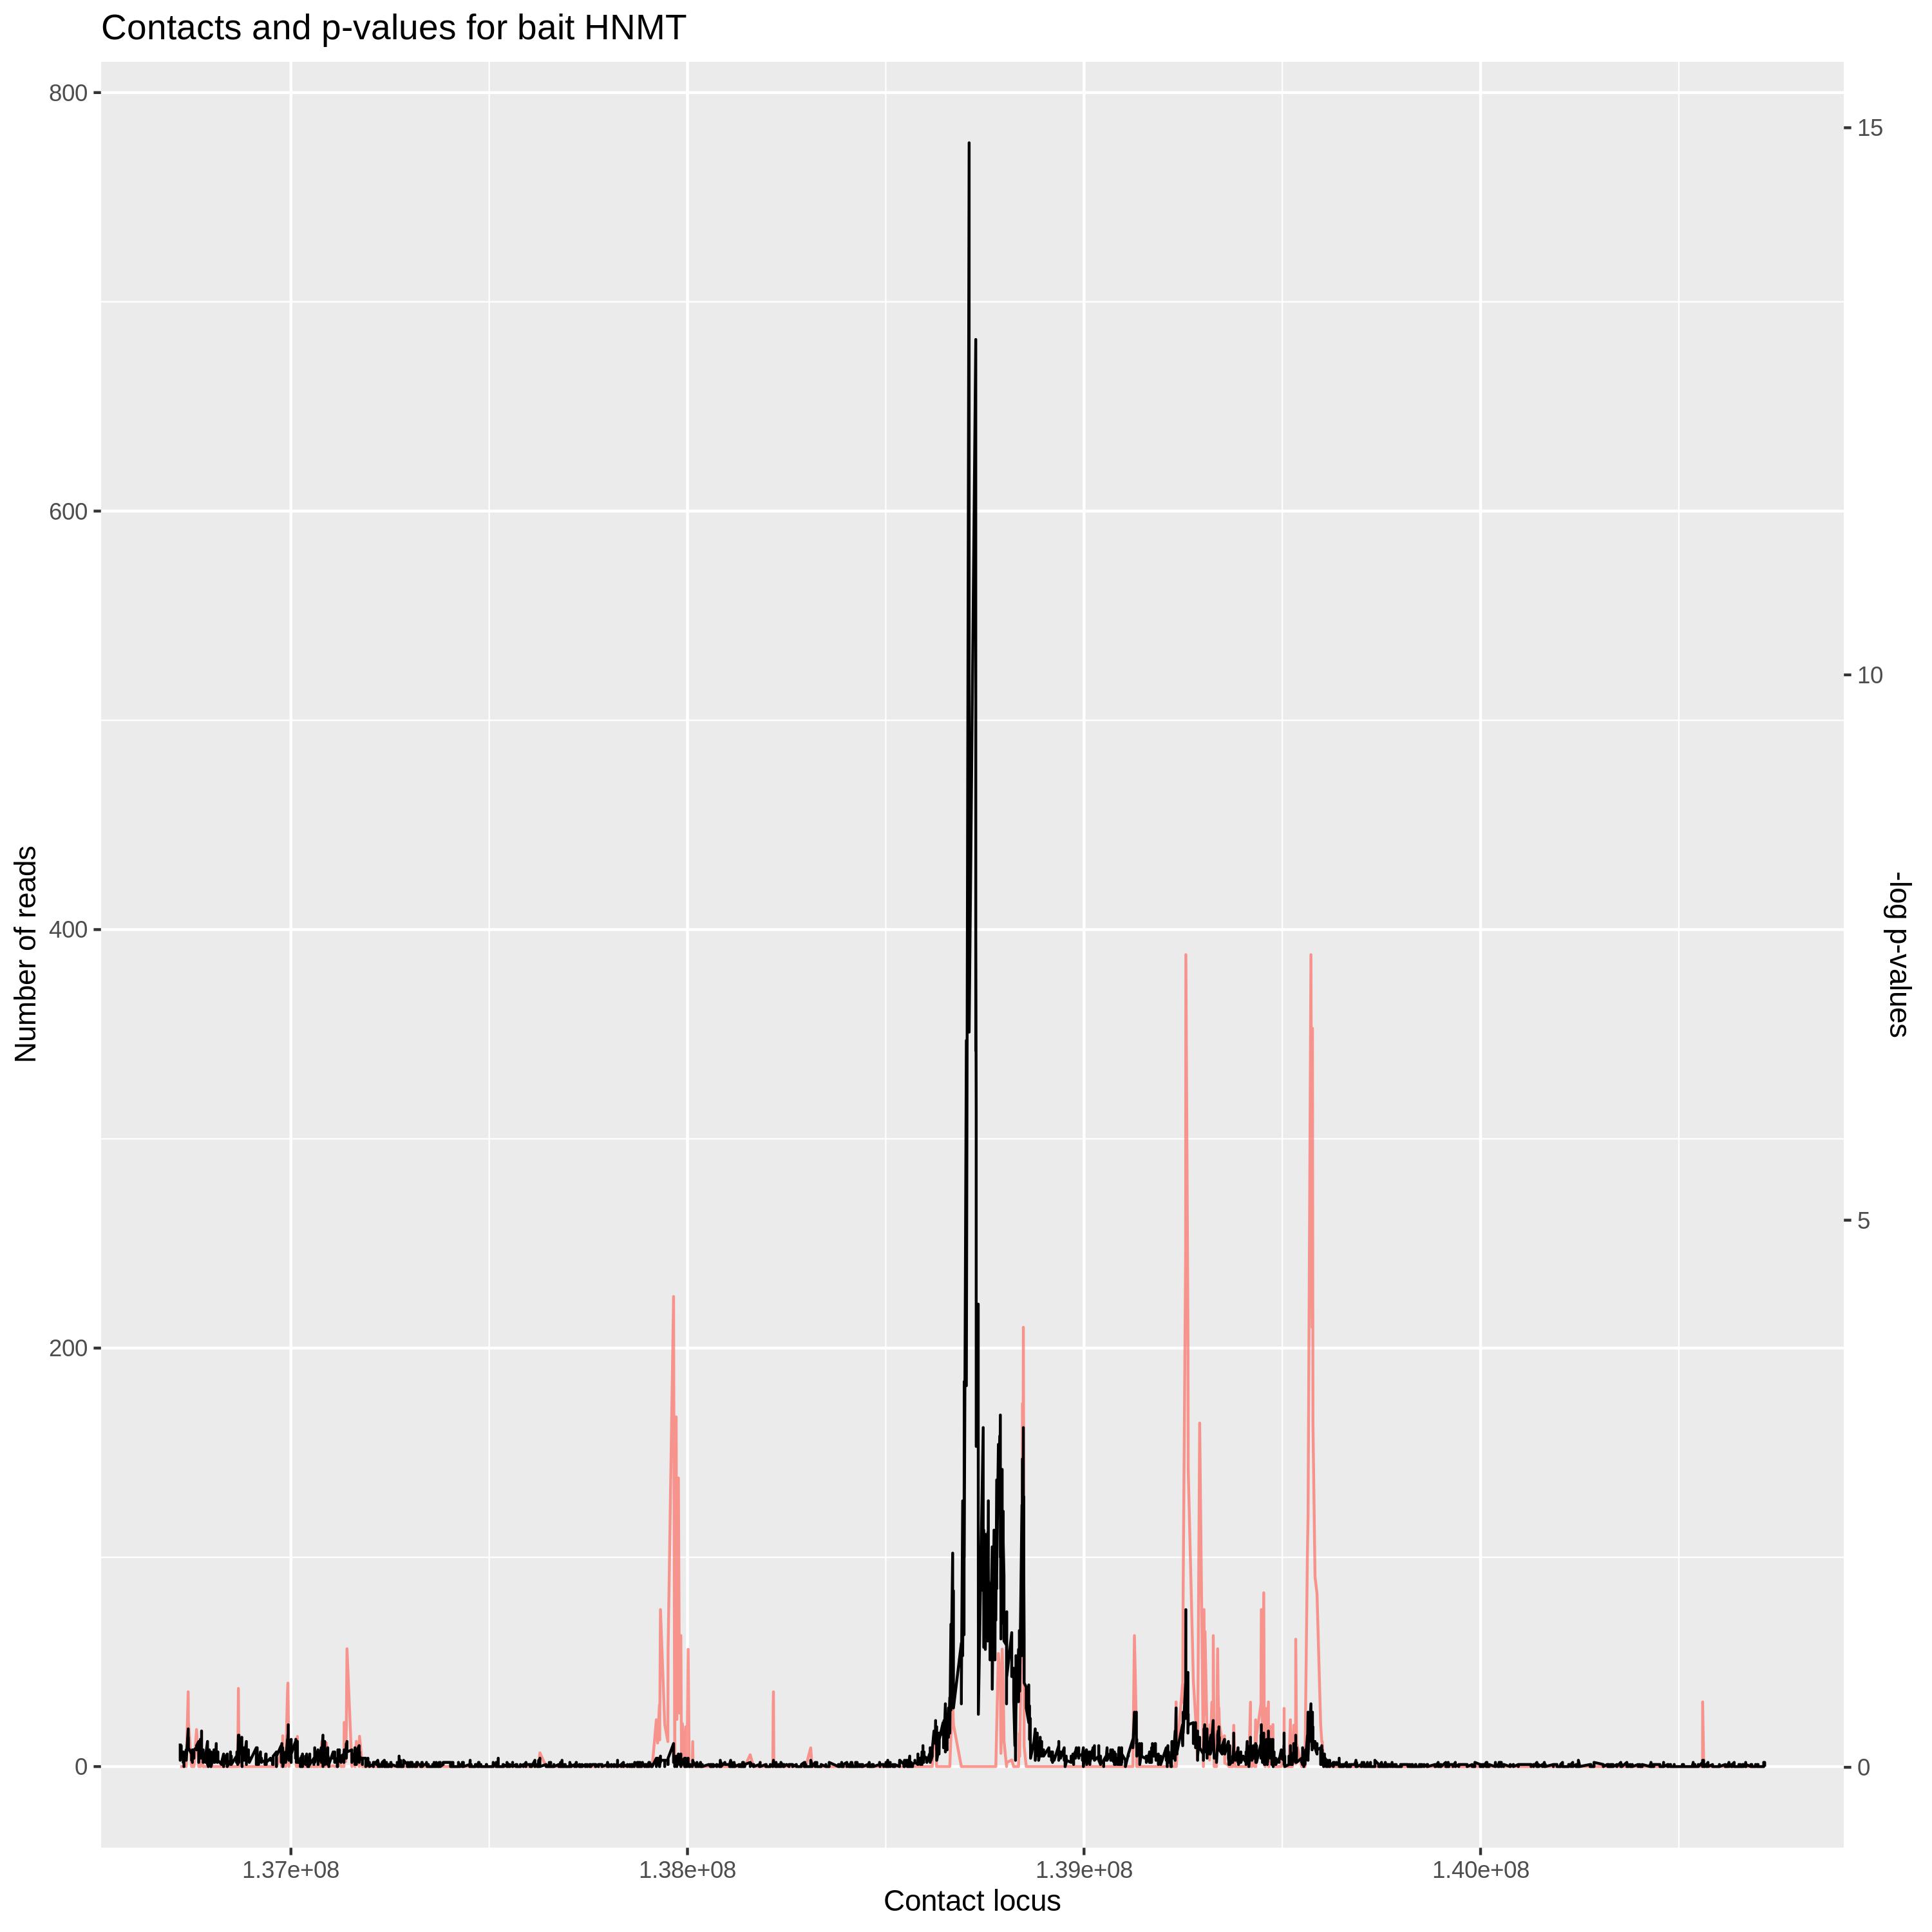 Contacts and p-values for bait HNMT
800
600
400
200
0
Number of reads
15
10
5
0
-log p-values
1.37e+08
1.38e+08
1.39e+08
1.40e+08
Contact locus